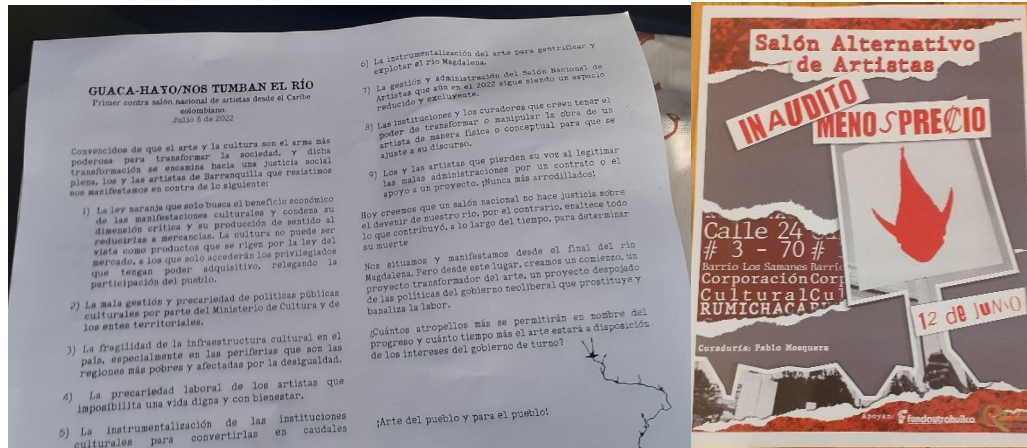 GUACA-HAYO/NOS TUMBAN EL RÍO
Primer contra salón nacional de artistas desde el Caribe
colombiano.
Julio 8 de 2022
Convencidos de que el arte y la cultura son el arma más
poderosa para transformar la sociedad, y dicha
transformación se encamina hacia una justicia social
plena, los y las artistas de Barranquilla que resistimos
nos manifestamos en contra de lo siguiente:
1) La ley naranja que solo busca el beneficio económico
de las manifestaciones culturales y condena su
dimensión crítica y su producción de sentido al
reducirlas a mercancías. La cultura no puede ser
vista como productos que se rigen por la ley del
mercado, a los que solo accederán los privilegiados
que tengan poder adquisitivo, relegando la
participación del pueblo.
2) La mala gestión y precariedad de políticas públicas
culturales por parte del Ministerio de Cultura y de
los entes territoriales.
3) La fragilidad de la infraestructura cultural en el
país, especialmente en las periferias que son las
regiones más pobres y afectadas por la desigualdad.
4) La precariedad laboral de los artistas que
imposibilita una vida digna y con bienestar.
5) La instrumentalización de las instituciones
culturales para convertirlas en caudales
6) La instrumentalización del arte para gentrificar y
explotar el río Magdalena.
7) La gestión y administración del Salón Nacional de
Artistas que aún en el 2022 sigue siendo un espacio
reducido y excluyente.
8) Las instituciones y los curadores que creen tener el
poder de transformar o manipular la obra de un
artista de manera física o conceptual para que se
ajuste a su discurso.
9) Los y las artistas que pierden su voz al legitimar
las malas administraciones por un contrato o el
apoyo a un proyecto. ¡Nunca más arrodillados!
Hoy creemos que un salón nacional no hace justicia sobre
el devenir de nuestro río, por el contrario, enaltece todo
lo que contribuyó, a lo largo del tiempo, para determinar
su muerte
Nos situamos y manifestamos desde el final del río
Magdalena. Pero desde este lugar, creamos un comienzo, un
proyecto transformador del arte, un proyecto despojado
de las políticas del gobierno neoliberal que prostituye y
banaliza la labor.
¡Cuántos atropellos más se permitirán en nombre del
progreso y cuánto tiempo más el arte estará a disposición
de los intereses del gobierno de turno?
¡Arte del pueblo y para el pueblo!
Salón Alternativo
de Artistas
INAUDITO
MENOSPRECIO
Calle 24
# 3 - 70 #
Barrio Los Samanes Barrio
Corporación Corp
Cultural Cul
RUMICHACA
12 de JUNIO
Curaduría: Pablo Mosquera
Apoyan: fundautrahuilca